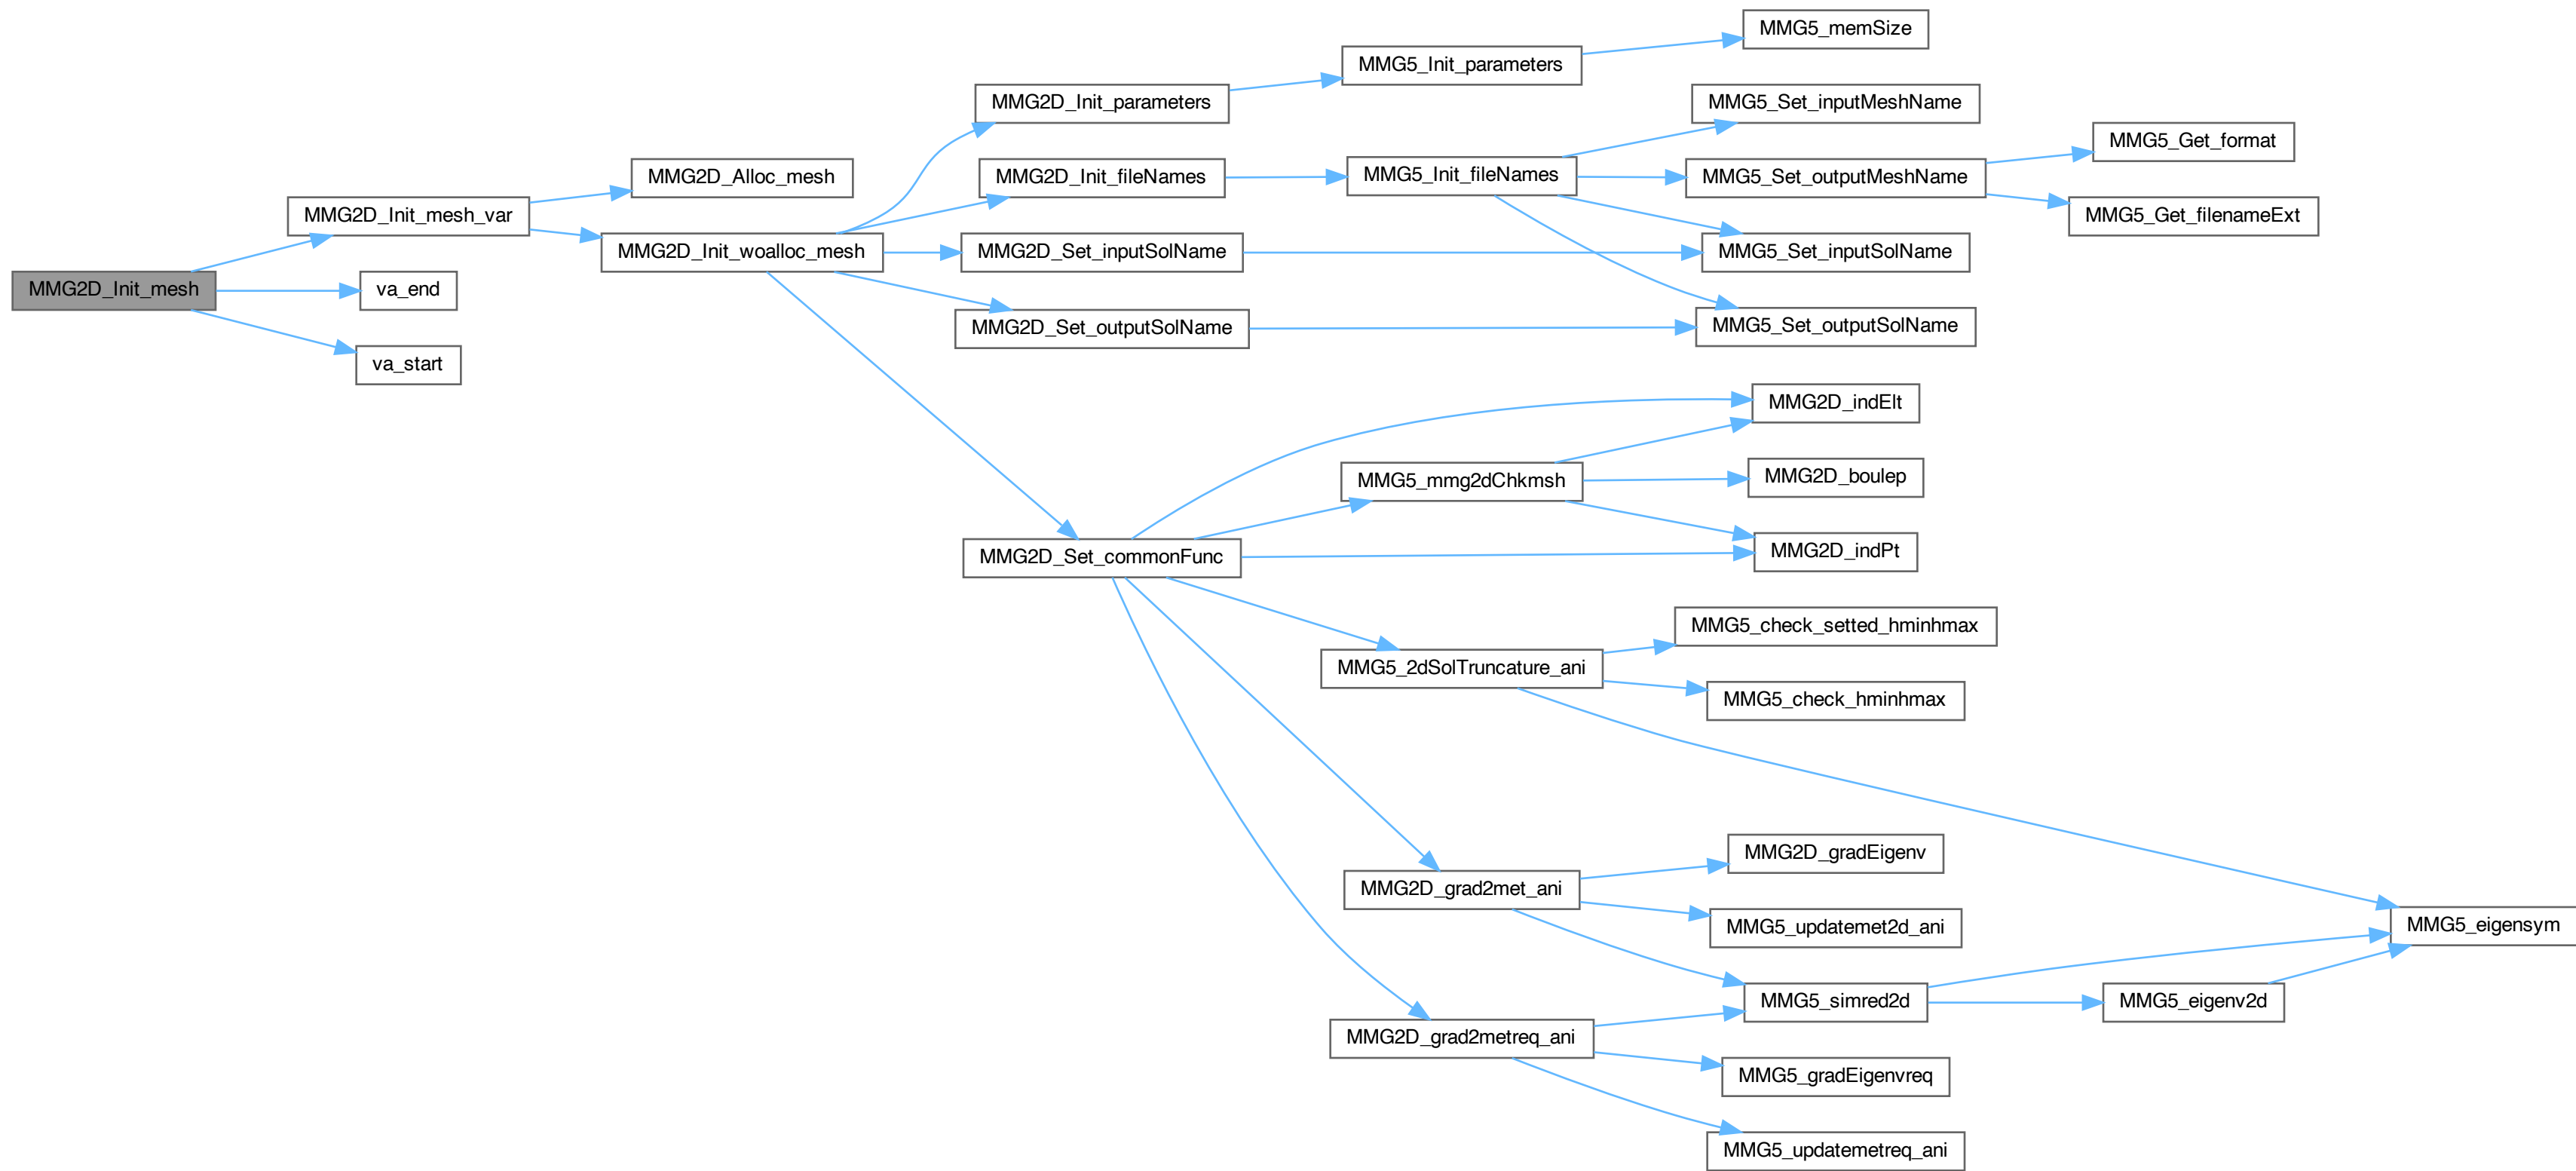 MMG5_memSize
MMG5_Init_parameters
MMG2D_Init_parameters
MMG5_Set_inputMeshName
MMG5_Get_format
MMG2D_Alloc_mesh
MMG2D_Init_fileNames
MMG5_Init_fileNames
MMG5_Set_outputMeshName
MMG2D_Init_mesh_var
MMG5_Get_filenameExt
MMG2D_Init_woalloc_mesh
MMG2D_Set_inputSolName
MMG5_Set_inputSolName
MMG2D_Init_mesh
va_end
MMG2D_Set_outputSolName
MMG5_Set_outputSolName
va_start
MMG2D_indElt
MMG5_mmg2dChkmsh
MMG2D_boulep
MMG2D_Set_commonFunc
MMG2D_indPt
MMG5_check_setted_hminhmax
MMG5_2dSolTruncature_ani
MMG5_check_hminhmax
MMG2D_gradEigenv
MMG2D_grad2met_ani
MMG5_updatemet2d_ani
MMG5_eigensym
MMG5_simred2d
MMG5_eigenv2d
MMG2D_grad2metreq_ani
MMG5_gradEigenvreq
MMG5_updatemetreq_ani